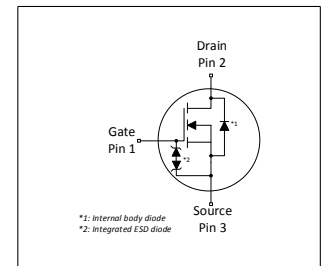 Drain
Pin 2
*1
Gate
Pin 1
*2
Source
Pin 3
*1: Internal body diode
*2: Integrated ESD diode